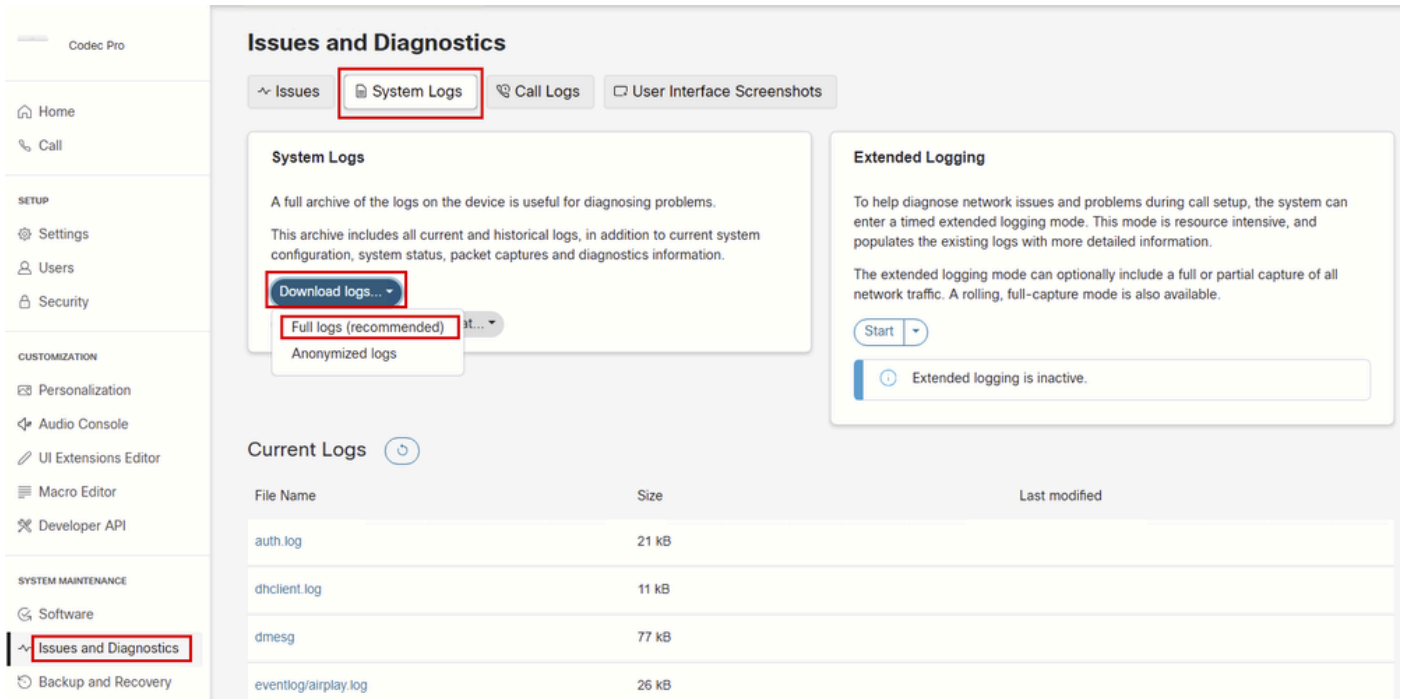 Codec Pro
Home
Call
SETUP
Settings
Users
Security
CUSTOMIZATION
Personalization
Audio Console
UI Extensions Editor
Macro Editor
Developer API
SYSTEM MAINTENANCE
Software
Issues and Diagnostics
Backup and Recovery
Issues and Diagnostics
Issues
System Logs
Call Logs
User Interface Screenshots
System Logs
A full archive of the logs on the device is useful for diagnosing problems.
This archive includes all current and historical logs, in addition to current system
configuration, system status, packet captures and diagnostics information.
Download logs...
Full logs (recommended)
at...
Anonymized logs
Extended Logging
To help diagnose network issues and problems during call setup, the system can
enter a timed extended logging mode. This mode is resource intensive, and
populates the existing logs with more detailed information.
The extended logging mode can optionally include a full or partial capture of all
network traffic. A rolling, full-capture mode is also available.
Start
Extended logging is inactive.
Current Logs
File Name Size Last modified
auth.log 21 kB
dhclient.log 11 kB
dmesg 77 kB
eventlog/airplay.log 26 kB